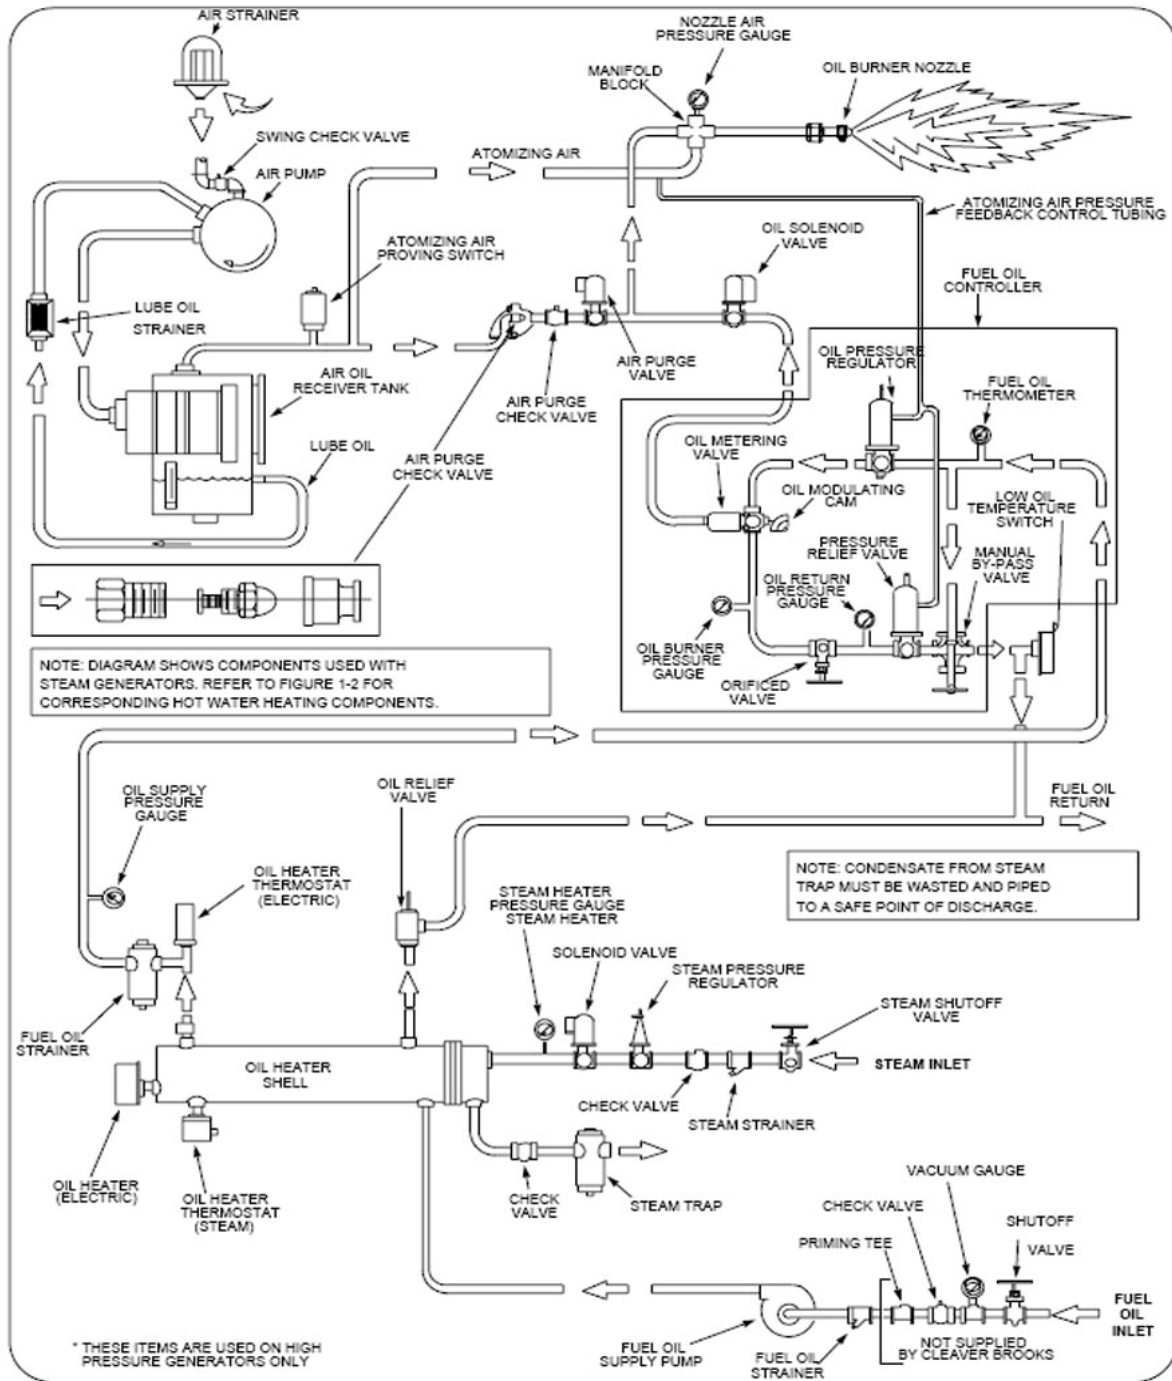 AIR STRAINER
SWING CHECK VALVE
AIR PUMP
LUBE OIL
STRAINER
AIR OIL
RECEIVER TANK
LUBE OIL
ATOMIZING AIR
PROVING SWITCH
ATOMIZING AIR
NOZZLE AIR
PRESSURE GAUGE
MANIFOLD
BLOCK
OIL BURNER NOZZLE
ATOMIZING AIR PRESSURE
FEEDBACK CONTROL TUBING
OIL SOLENOID
VALVE
FUEL OIL
CONTROLLER
AIR PURGE
VALVE
AIR PURGE
CHECK VALVE
AIR PURGE
CHECK VALVE
OIL PRESSURE
REGULATOR
FUEL OIL
THERMOMETER
OIL METERING
VALVE
OIL MODULATING
CAM
LOW OIL
TEMPERATURE
SWITCH
PRESSURE
RELIEF VALVE
MANUAL
BY-PASS
VALVE
OIL RETURN
PRESSURE
GAUGE
OIL BURNER
PRESSURE
GAUGE
ORIFICED
VALVE
NOTE: DIAGRAM SHOWS COMPONENTS USED WITH
STEAM GENERATORS. REFER TO FIGURE 1-2 FOR
CORRESPONDING HOT WATER HEATING COMPONENTS.
OIL SUPPLY
PRESSURE
GAUGE
OIL RELIEF
VALVE
FUEL OIL
RETURN
OIL HEATER
THERMOSTAT
(ELECTRIC)
NOTE: CONDENSATE FROM STEAM
TRAP MUST BE WASTED AND PIPED
TO A SAFE POINT OF DISCHARGE.
STEAM HEATER
PRESSURE GAUGE
STEAM HEATER
SOLENOID VALVE
STEAM PRESSURE
REGULATOR
STEAM SHUTOFF
VALVE
FUEL OIL
STRAINER
OIL HEATER
SHELL
STEAM INLET
CHECK VALVE
STEAM STRAINER
OIL HEATER
(ELECTRIC)
OIL HEATER
THERMOSTAT
(STEAM)
CHECK
VALVE
STEAM TRAP
VACUUM GAUGE
CHECK VALVE
SHUTOFF
VALVE
PRIMING TEE
FUEL
OIL
INLET
FUEL OIL
SUPPLY PUMP
FUEL OIL
STRAINER
NOT SUPPLIED
BY CLEAVER BROOKS
* THESE ITEMS ARE USED ON HIGH
PRESSURE GENERATORS ONLY